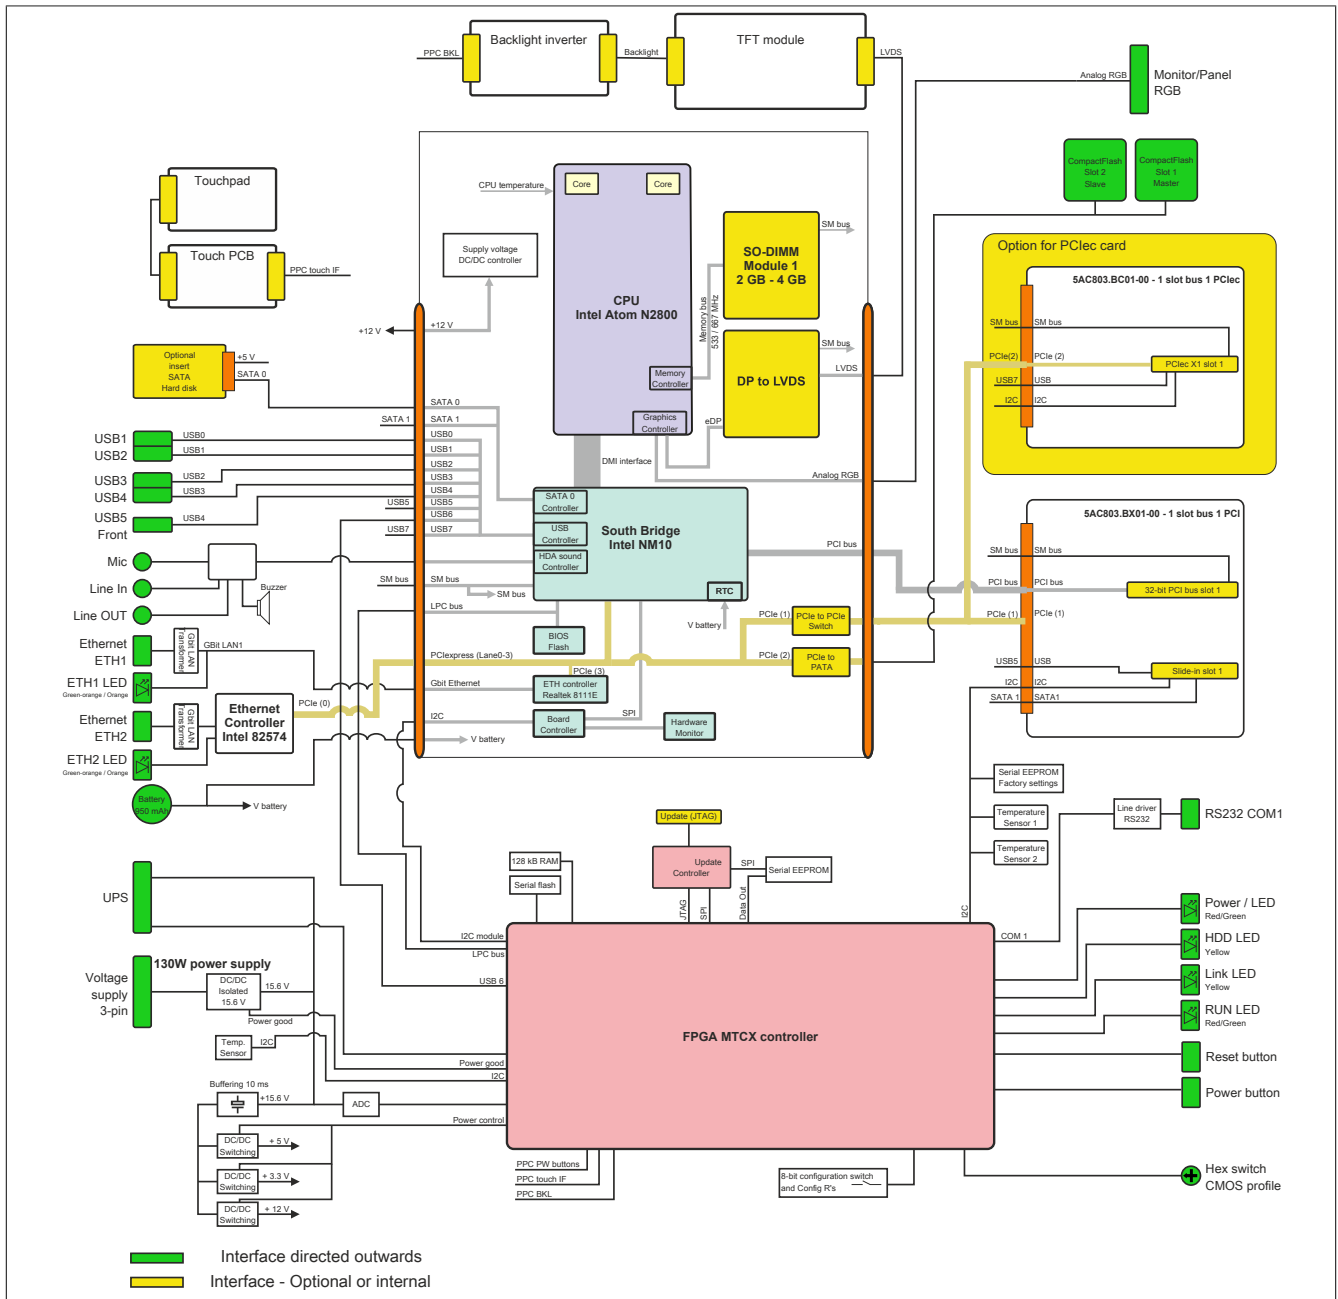 Backlight inverter
TFT module
PPC BKL
Backlight
LVDS
Analog RGB
Monitor/Panel
RGB
CompactFlash
Slot 2
Slave
CompactFlash
Slot 1
Master
Touchpad
Touch PCB
PPC touch IF
CPU temperature
Core
Core
Supply voltage
DC/DC controller
CPU
Intel Atom N2800
Memory bus
533 / 667 MHz
SO-DIMM
Module 1
2 GB - 4 GB
SM bus
DP to LVDS
SM bus
LVDS
Memory
Controller
Graphics
Controller
eDP
DMI interface
Analog RGB
+12 V
+12 V
Option for PCIec card
5AC803.BC01-00 - 1 slot bus 1 PCIec
SM bus
SM bus
PCIe(2)
PCIe (2)
PCIec X1 slot 1
USB7
USB
I2C
I2C
Optional
insert
SATA
Hard disk
+5 V
SATA 0
SATA 0
SATA 1
SATA 1
USB1
USB0
USB0
USB2
USB1
USB1
USB3
USB2
USB2
USB4
USB3
USB3
USB5
Front
USB4
USB4
USB5
USB5
USB6
USB7
USB7
SATA 0
Controller
USB
Controller
HDA sound
Controller
South Bridge
Intel NM10
RTC
PCI bus
V battery
5AC803.BX01-00 - 1 slot bus 1 PCI
SM bus
SM bus
PCI bus
PCI bus
32-bit PCI bus slot 1
PCIe (1)
PCIe (1)
USB5
USB
Slide-in slot 1
I2C
I2C
SATA 1
SATA1
Mic
Line In
Line OUT
Buzzer
SM bus
SM bus
SM bus
LPC bus
BIOS
Flash
PCIe (1)
PCIe to PCIe
Switch
PCIe (2)
PCIe to
PATA
PCIexpress (Lane0-3)
PCIe (3)
Gbit Ethernet
ETH controller
Realtek 8111E
I2C
Board
Controller
SPI
Hardware
Monitor
V battery
Ethernet
ETH1
Gbit LAN
Transformer
GBit LAN1
ETH1 LED
Green-orange / Orange
PCIe (0)
Ethernet
ETH2
Gbit LAN
Transformer
Ethernet
Controller
Intel 82574
ETH2 LED
Green-orange / Orange
Battery
950 mAh
V battery
Serial EEPROM
Factory settings
Temperature
Sensor 1
Temperature
Sensor 2
Line driver
RS232
RS232 COM1
Update (JTAG)
Update
Controller
SPI
Serial EEPROM
128 kB RAM
Serial flash
JTAG
SPI
Data Out
I2C
UPS
I2C module
LPC bus
COM 1
USB 6
Power / LED
Red/Green
HDD LED
Yellow
Link LED
Yellow
RUN LED
Red/Green
Reset button
Power button
130W power supply
Voltage
supply
3-pin
DC/DC
Isolated
15.6 V
15.6 V
Power good
Temp.
Sensor
I2C
Power good
I2C
FPGA MTCX controller
Buffering 10 ms
+15.6 V
ADC
Power control
DC/DC
Switching
+ 5 V
DC/DC
Switching
+ 3.3 V
DC/DC
Switching
+ 12 V
PPC PW buttons
PPC touch IF
PPC BKL
8-bit configuration switch
and Config R's
Hex switch
CMOS profile
Interface directed outwards
Interface - Optional or internal